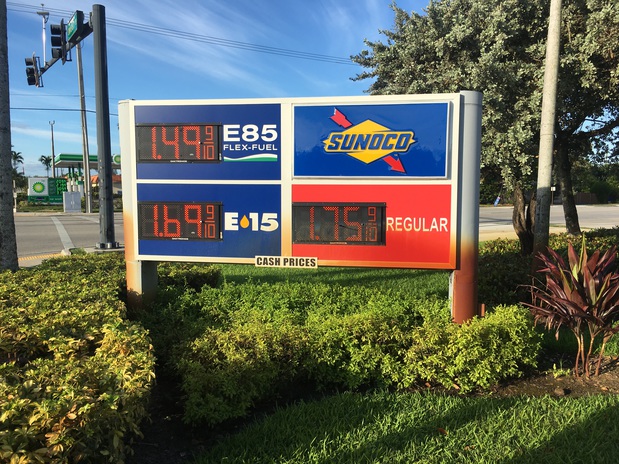 1.49 9/10 E85
FLEX-FUEL
SUNOCO
1.69 9/10 E15
1.75 9/10 REGULAR
CASH PRICES
bp